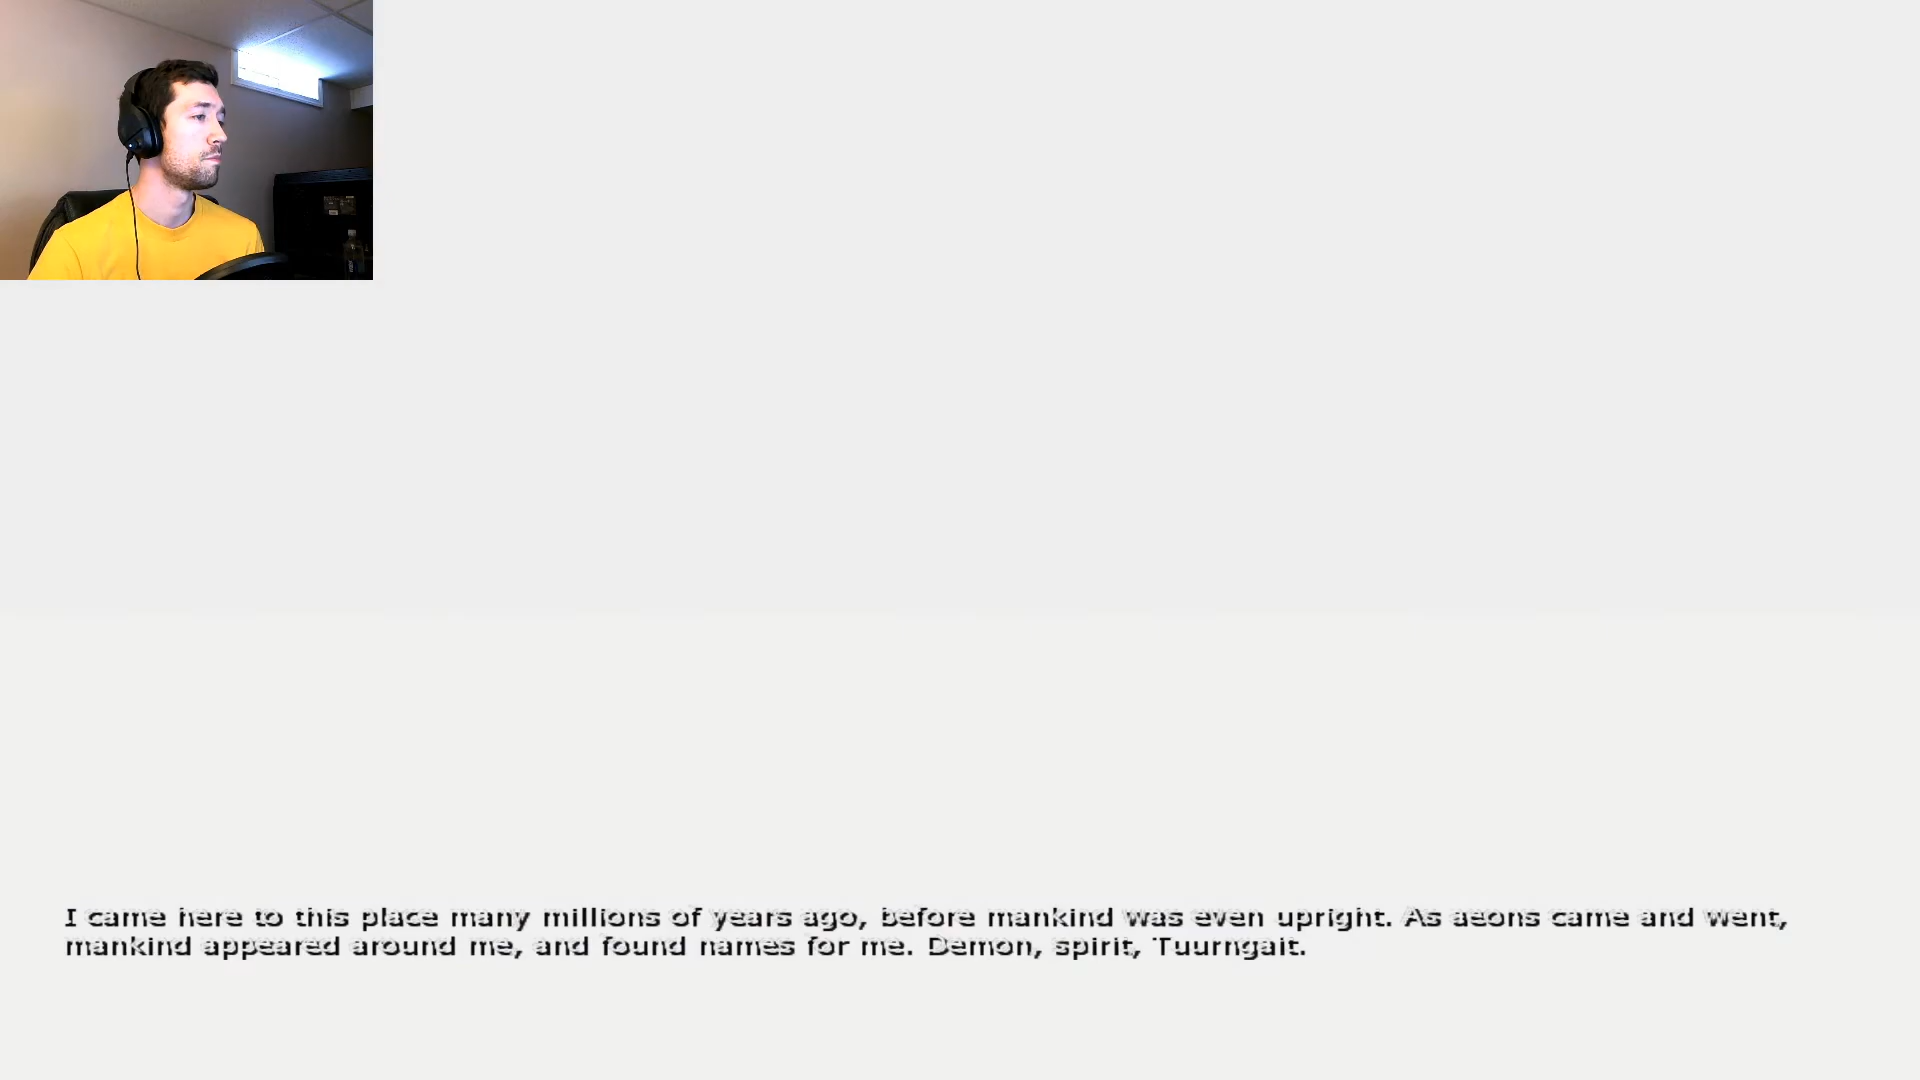 I came here to this place many millions of years ago, before mankind was even upright. As aeons came and went,
mankind appeared around me, and found names for me. Demon, spirit, Tuurngait.